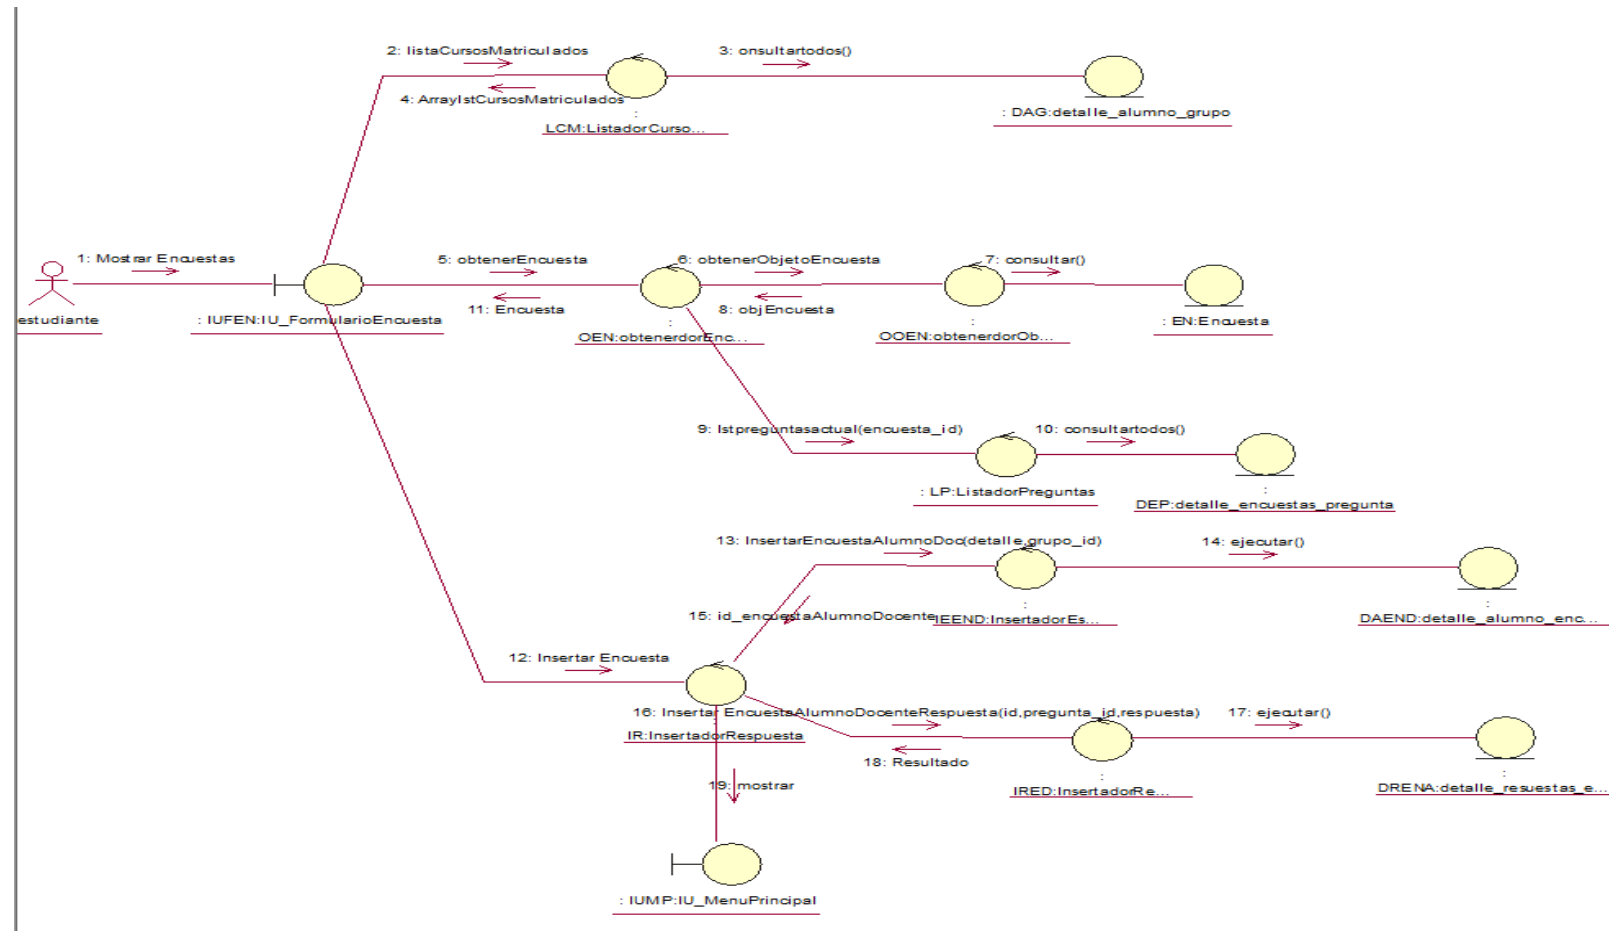 2: listaCursosMatriculados
3: onsultartodos()
4: ArraylstCursosMatriculados
:
LCM:ListadorCurso...
: DAG:detalle_alumno_grupo
1: Mostrar Encuestas
5: obtenerEncuesta
6: obtenerObjetoEncuesta
7: consultar()
11: Encuesta
8: objEncuesta
estudiante
: IUFEN:IU_FormularioEncuesta
:
OEN:obtenerdorEnc...
:
OOEN:obtenerdorOb...
: EN:Encuesta
9: lstpreguntasactual(encuesta_id)
10: consultartodos()
: LP:ListadorPreguntas
:
DEP:detalle_encuestas_pregunta
13: InsertarEncuestaAlumnoDoc(detalle,grupo_id)
14: ejecutar()
15: id_encuestaAlumnoDocente
:
IEEND:InsertadorEs...
:
DAEND:detalle_alumno_enc...
12: Insertar Encuesta
16: Insertar EncuestaAlumnoDocenteRespuesta(id,pregunta_id,respuesta)
17: ejecutar()
:
IR:InsertadorRespuesta
18: Resultado
:
IRED:InsertadorRe...
:
DRENA:detalle_resuestas_e...
19: mostrar
: IUMP:IU_MenuPrincipal